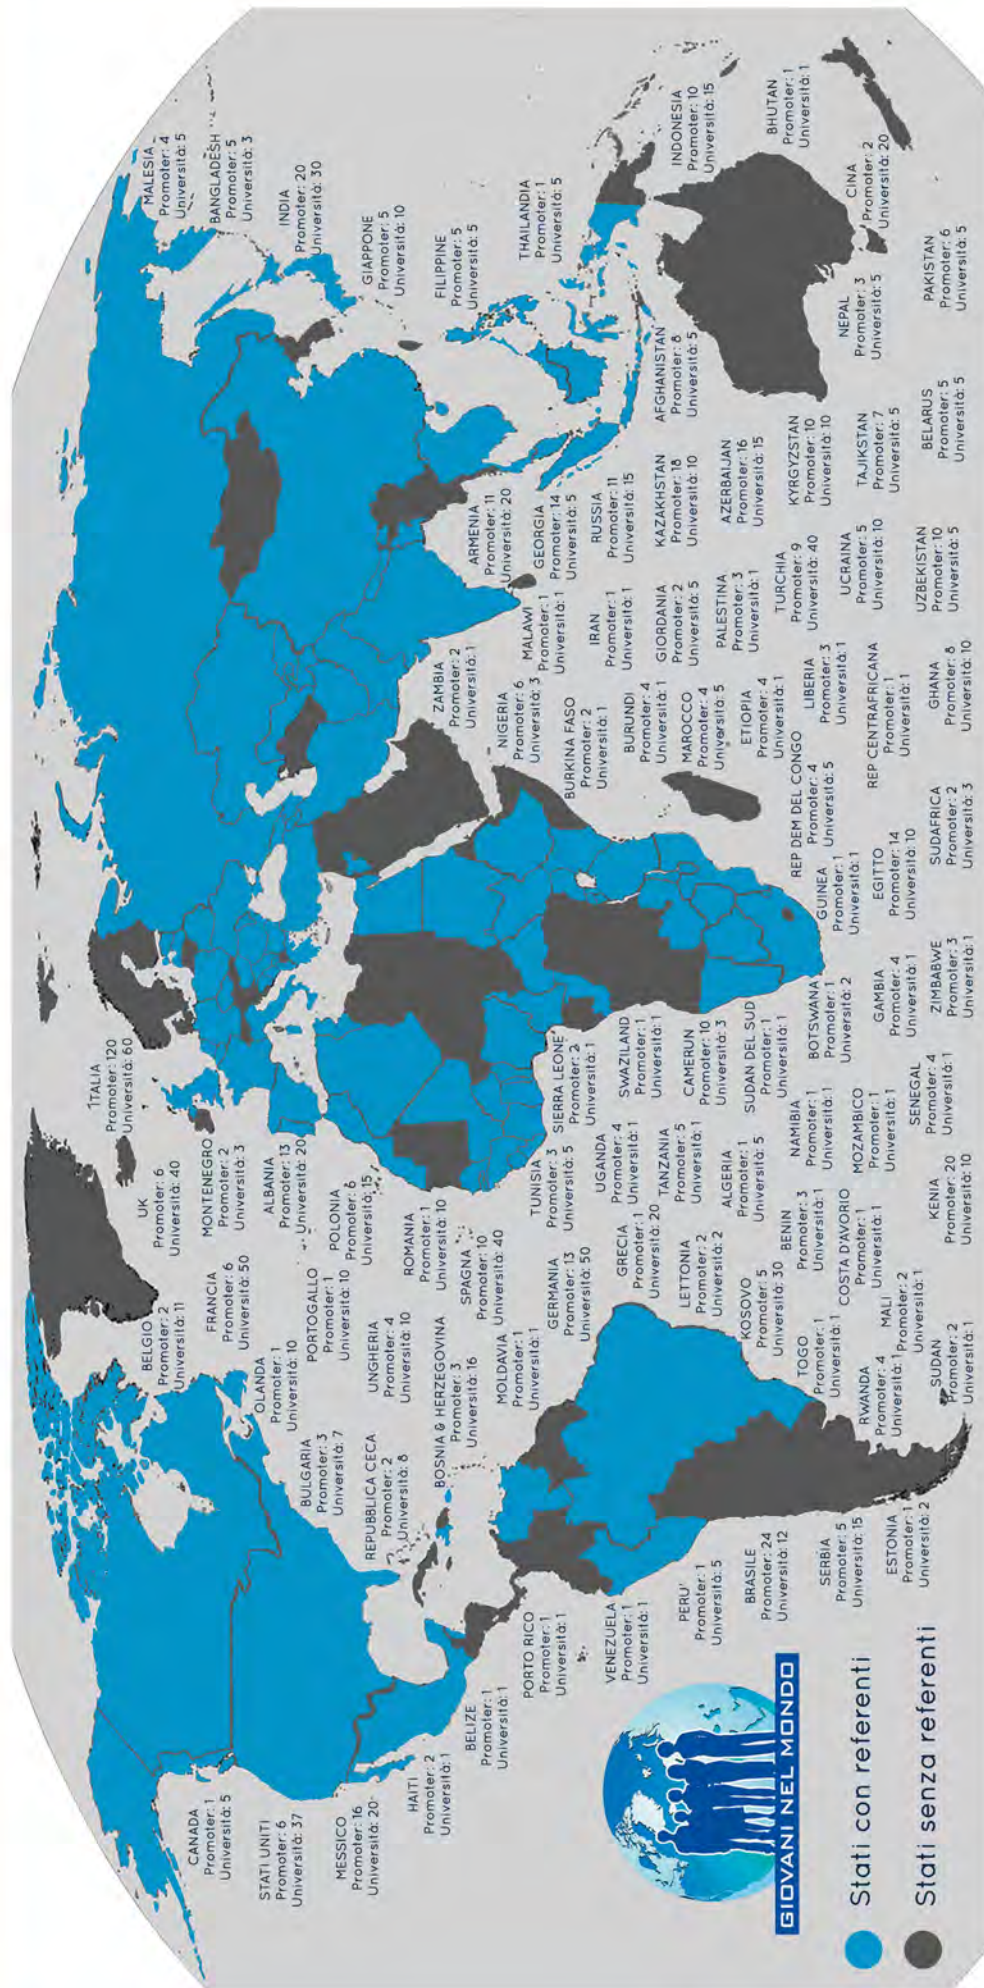 CANADA
Promoter: 1
Università: 5
STATI UNITI
Promoter: 6
Università: 37
MESSICO
Promoter: 16
Università: 20
HAITI
Promoter: 2
Università: 1
BELIZE
Promoter: 1
Università: 1
PORTO RICO
Promoter: 1
Università: 1
VENEZUELA
Promoter: 1
Università: 1
PERU'
Promoter: 1
Università: 5
BRASILE
Promoter: 24
Università: 12
SERBIA
Promoter: 5
Università: 15
ESTONIA
Promoter: 1
Università: 2
BELGIO
Promoter: 2
Università: 11
FRANCIA
Promoter: 6
Università: 50
OLANDA
Promoter: 1
Università: 10
PORTOGALLO
Promoter: 1
Università: 10
BULGARIA
Promoter: 3
Università: 7
UNGHERIA
Promoter: 4
Università: 10
REPUBBLICA CECA
Promoter: 2
Università: 8
BOSNIA & HERZEGOVINA
Promoter: 3
Università: 16
MOLDAVIA
Promoter: 1
Università: 1
ITALIA
Promoter: 120
Università: 60
UK
Promoter: 6
Università: 40
MONTENEGRO
Promoter: 2
Università: 3
ALBANIA
Promoter: 13
Università: 20
POLONIA
Promoter: 6
Università: 15
ROMANIA
Promoter: 1
Università: 10
SPAGNA
Promoter: 10
Università: 40
GERMANIA
Promoter: 13
Università: 50
GRECIA
Promoter: 1
Università: 20
LETTONIA
Promoter: 2
Università: 2
KOSOVO
Promoter: 5
Università: 30
TOGO
Promoter: 1
Università: 1
RWANDA
Promoter: 4
Università: 1
SUDAN
Promoter: 2
Università: 1
TUNISIA
Promoter: 3
Università: 5
UGANDA
Promoter: 4
Università: 1
TANZANIA
Promoter: 5
Università: 1
ALGERIA
Promoter: 1
Università: 5
BENIN
Promoter: 3
Università: 1
COSTA D'AVORIO
Promoter: 1
Università: 1
MALI
Promoter: 2
Università: 1
KENIA
Promoter: 20
Università: 10
SIERRA LEONE
Promoter: 2
Università: 1
SWAZILAND
Promoter: 1
Università: 1
CAMERUN
Promoter: 10
Università: 3
SUDAN DEL SUD
Promoter: 1
Università: 1
NAMIBIA
Promoter: 1
Università: 1
MOZAMBICO
Promoter: 1
Università: 1
SENEGAL
Promoter: 4
Università: 1
BOTSWANA
Promoter: 1
Università: 2
GAMBIA
Promoter: 4
Università: 1
ZIMBABWE
Promoter: 3
Università: 1
GUINEA
Promoter: 1
Università: 1
EGITTO
Promoter: 14
Università: 10
SUDAFRICA
Promoter: 2
Università: 3
ZAMBIA
Promoter: 2
Università: 1
NIGERIA
Promoter: 6
Università: 3
BURKINA FASO
Promoter: 2
Università: 1
BURUNDI
Promoter: 4
Università: 1
MAROCCO
Promoter: 4
Università: 5
ETIOPIA
Promoter: 4
Università: 1
REP DEM DEL CONGO
Promoter: 4
Università: 5
LIBERIA
Promoter: 3
Università: 1
REP CENTRAFRICANA
Promoter: 1
Università: 1
GHANA
Promoter: 8
Università: 10
MALAWI
Promoter: 1
Università: 1
IRAN
Promoter: 1
Università: 1
GIORDANIA
Promoter: 2
Università: 5
PALESTINA
Promoter: 3
Università: 1
TURCHIA
Promoter: 9
Università: 40
UCRAINA
Promoter: 5
Università: 10
UZBEKISTAN
Promoter: 10
Università: 5
ARMENIA
Promoter: 11
Università: 20
GEORGIA
Promoter: 14
Università: 5
RUSSIA
Promoter: 11
Università: 15
KAZAKHSTAN
Promoter: 18
Università: 10
AZERBAIJAN
Promoter: 16
Università: 15
KYRGYZSTAN
Promoter: 10
Università: 10
TAJIKSTAN
Promoter: 7
Università: 5
BELARUS
Promoter: 5
Università: 5
AFGHANISTAN
Promoter: 8
Università: 5
NEPAL
Promoter: 3
Università: 5
PAKISTAN
Promoter: 6
Università: 5
MALESIA
Promoter: 4
Università: 5
BANGLADESH
Promoter: 5
Università: 3
INDIA
Promoter: 20
Università: 30
GIAPPONE
Promoter: 5
Università: 10
FILIPPINE
Promoter: 5
Università: 5
THAILANDIA
Promoter: 1
Università: 5
INDONESIA
Promoter: 10
Università: 15
BHUTAN
Promoter: 1
Università: 1
CINA
Promoter: 2
Università: 20
GIOVANI NEL MONDO
Stati con referenti
Stati senza referenti